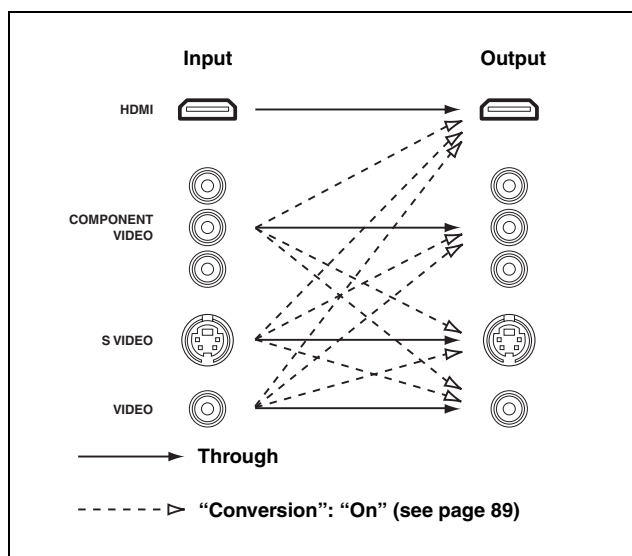 Input Output
HDMI
COMPONENT
VIDEO
S VIDEO
VIDEO
Through
“Conversion”: “On” (see page 89)